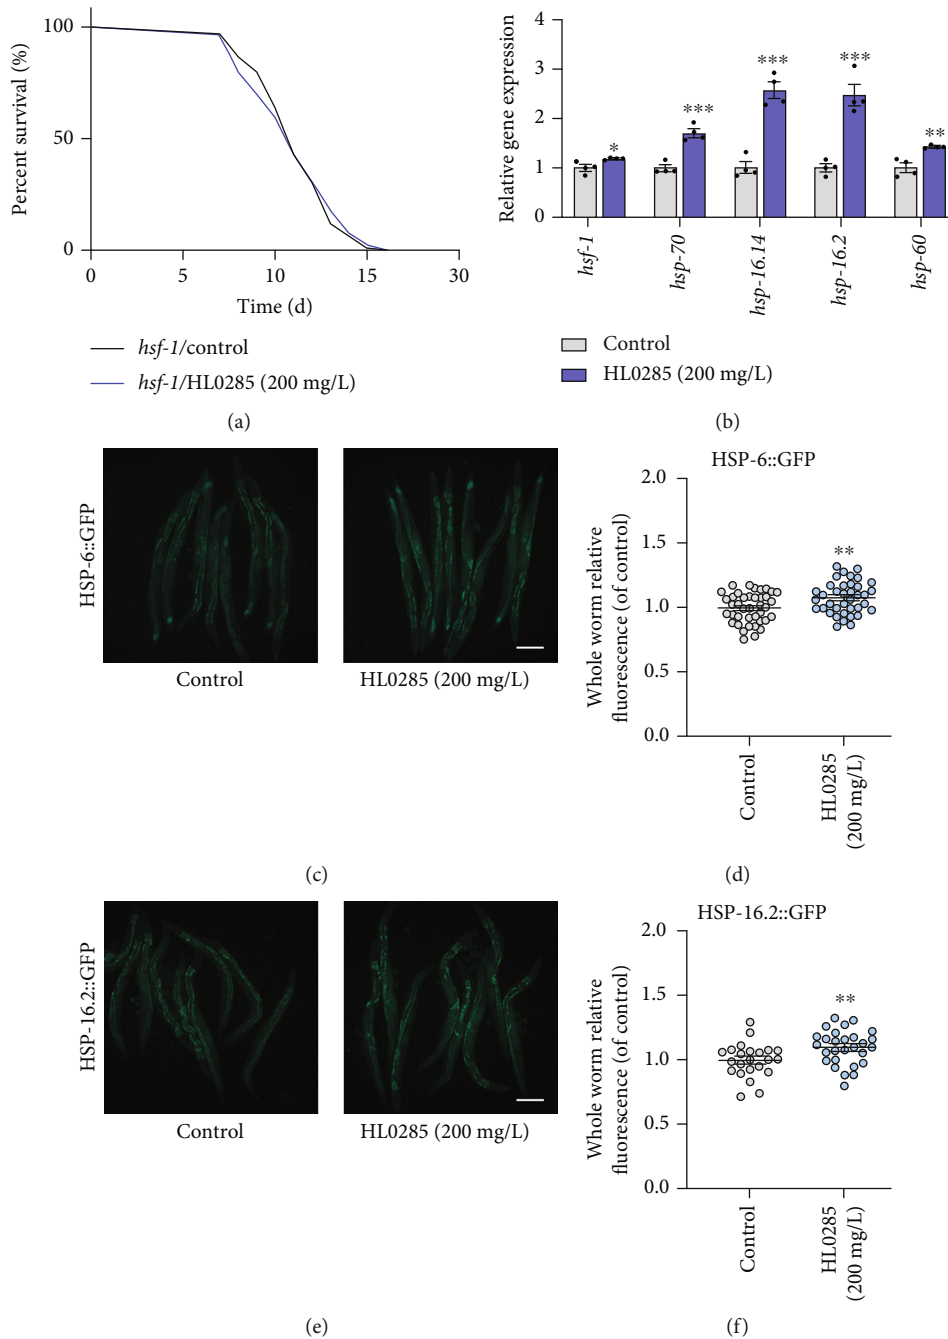 100
50
0
Percent survival (%)
0 5 10 15 30
Time (d)
hsf-1/control
hsf-1/HL0285 (200 mg/L)
(a)
4
3
2
1
0
Relative gene expression
* *** *** *** **
hsf-1 hsp-70 hsp-16.14 hsp-16.2 hsp-60
Control
HL0285 (200 mg/L)
(b)
HSP-6::GFP
Control HL0285 (200 mg/L)
(c)
HSP-6::GFP
2.0
1.5
1.0
0.5
0.0
Whole worm relative
fluorescence (of control)
**
Control
HL0285
(200 mg/L)
(d)
HSP-16.2::GFP
Control HL0285 (200 mg/L)
(e)
HSP-16.2::GFP
2.0
1.5
1.0
0.5
0.0
Whole worm relative
fluorescence (of control)
**
Control
HL0285
(200 mg/L)
(f)